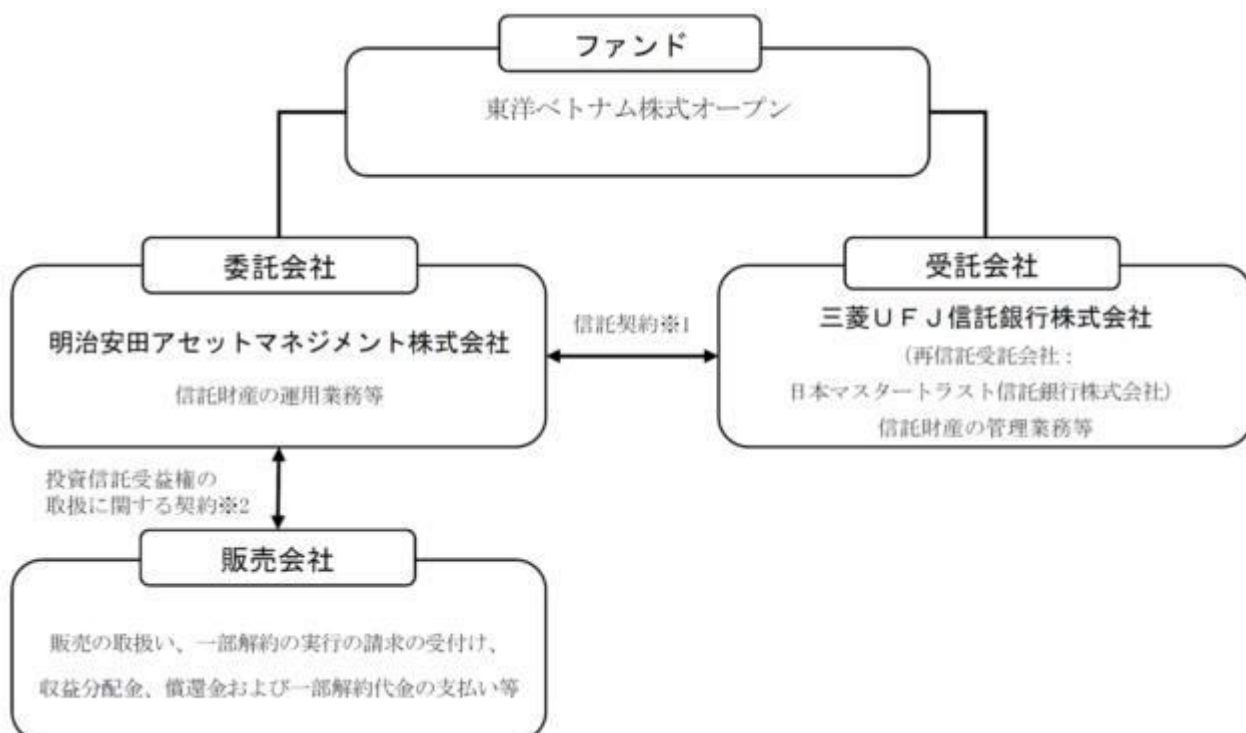 ファンド
東洋ベトナム株式オープン
委託会社
明治安田アセットマネジメント株式会社
信託財産の運用業務等
信託契約※1
受託会社
三菱UFJ信託銀行株式会社
(再信託受託会社:
日本マスタートラスト信託銀行株式会社)
信託財産の管理業務等
投資信託受益権の
取扱に関する契約※2
販売会社
販売の取扱い、一部解約の実行の請求の受付け、
収益分配金、償還金および一部解約代金の支払い等